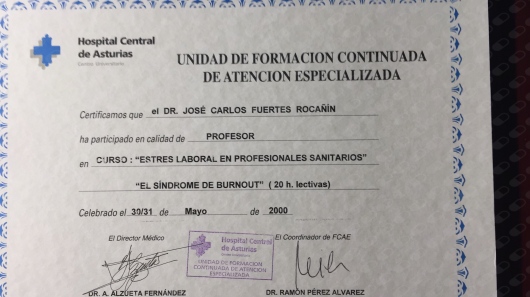 Hospital Central
de Asturias
Centro Universitario
UNIDAD DE FORMACION CONTINUADA
DE ATENCION ESPECIALIZADA
Certificamos que el DR. JOSÉ CARLOS FUERTES ROCAÑÍN
ha participado en calidad de PROFESOR
en CURSO : "ESTRES LABORAL EN PROFESIONALES SANITARIOS"
"EL SÍNDROME DE BURNOUT" ( 20 h. lectivas)
Celebrado el 30/31 de Mayo de 2000
El Director Médico
El Coordinador de FCAE
Hospital Central
de Asturias
UNIDAD DE FORMACION
CONTINUADA DE ATENCION
ESPECIALIZADA
DR. A. ALZUETA FERNÁNDEZ
DR. RAMÓN PÉREZ ALVAREZ